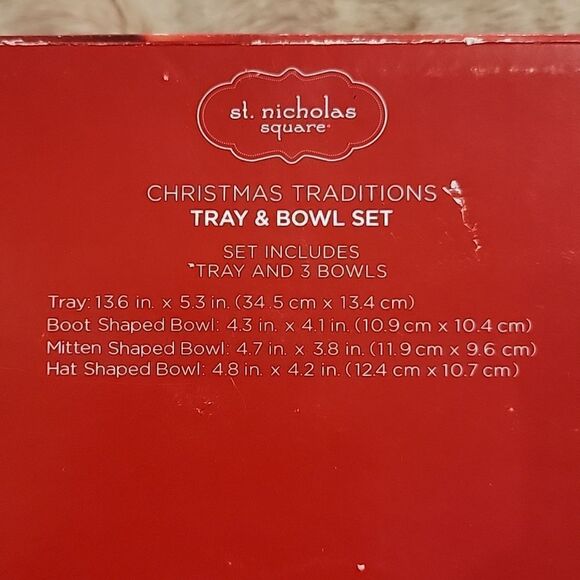 st. nicholas
square®
CHRISTMAS TRADITIONS
TRAY & BOWL SET
SET INCLUDES
TRAY AND 3 BOWLS
Tray: 13.6 in. x 5.3 in. (34.5 cm x 13.4 cm)
Boot Shaped Bowl: 4.3 in. x 4.1 in. (10.9 cm x 10.4 cm)
Mitten Shaped Bowl: 4.7 in. x 3.8 in. (11.9 cm x 9.6 cm)
Hat Shaped Bowl: 4.8 in. x 4.2 in. (12.4 cm x 10.7 cm)